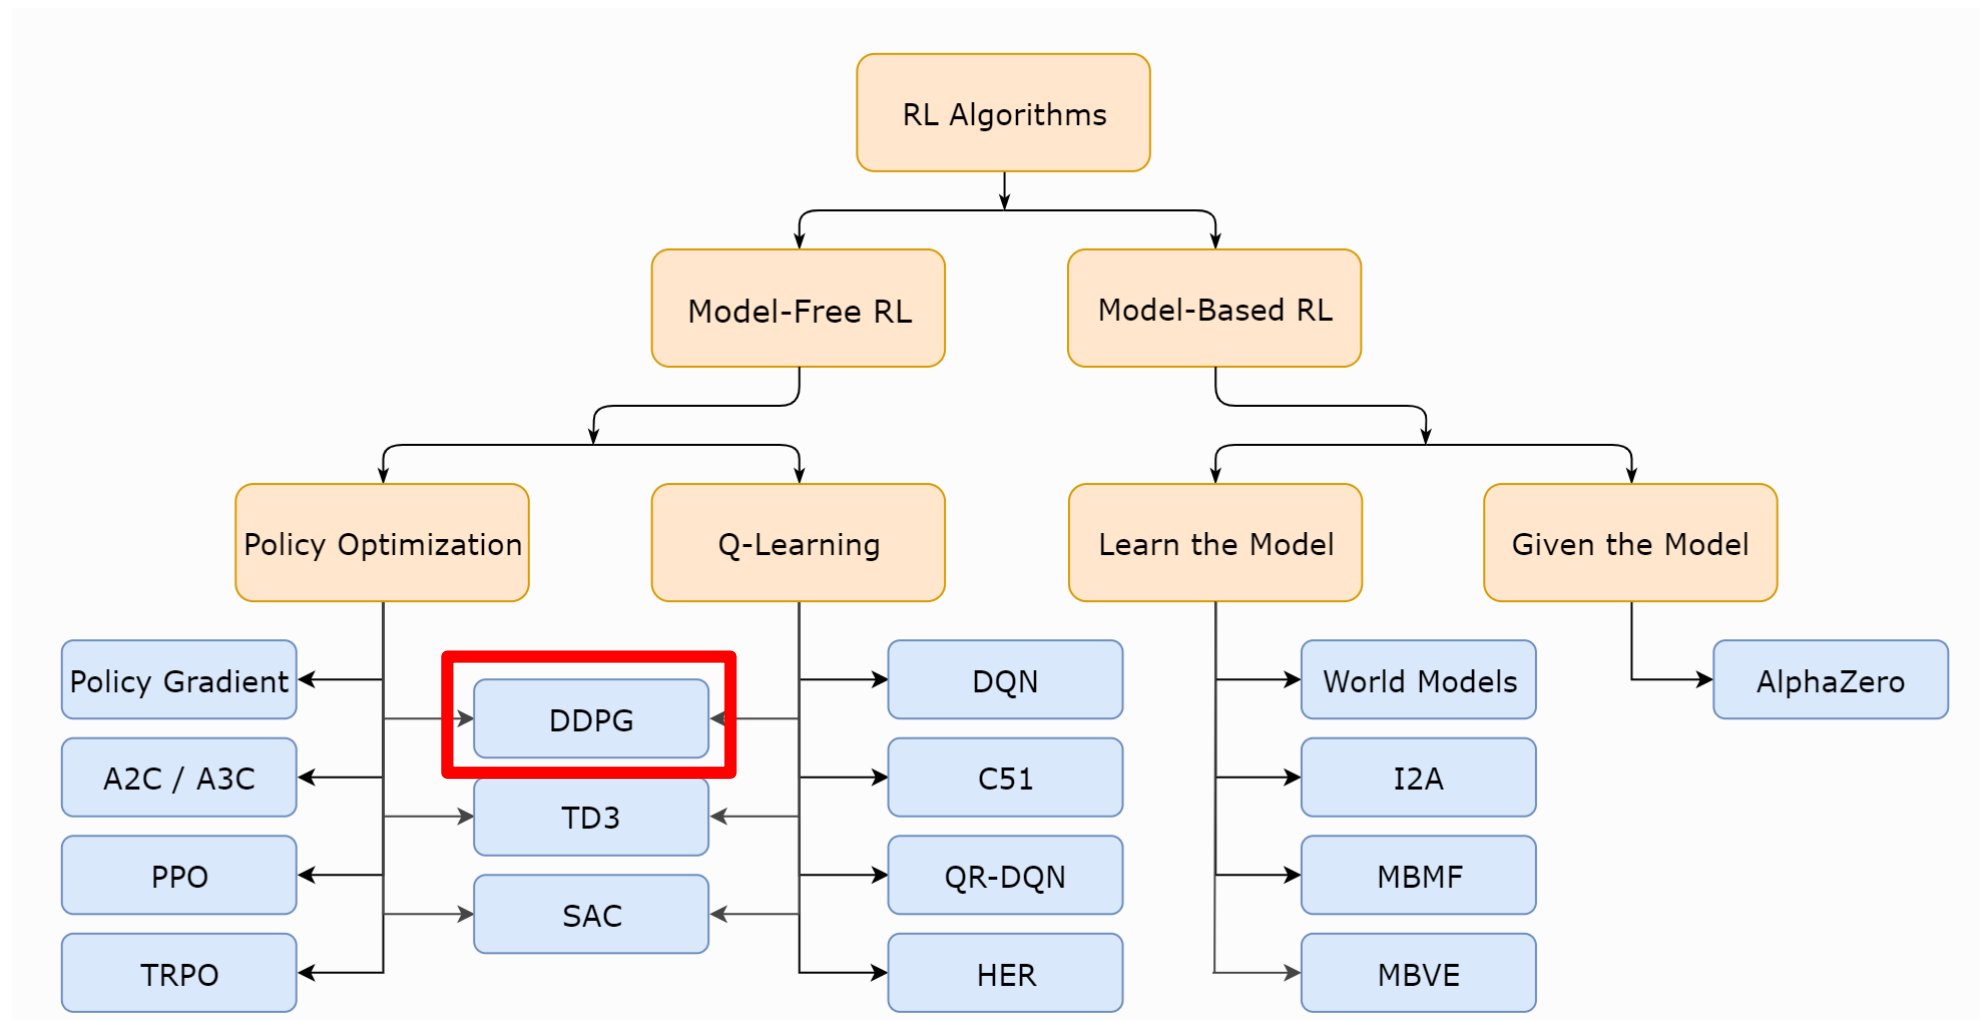 RL Algorithms
Model-Free RL
Model-Based RL
Policy Optimization
Q-Learning
Learn the Model
Given the Model
Policy Gradient
DDPG
DQN
World Models
AlphaZero
A2C / A3C
TD3
C51
I2A
PPO
SAC
QR-DQN
MBMF
TRPO
HER
MBVE